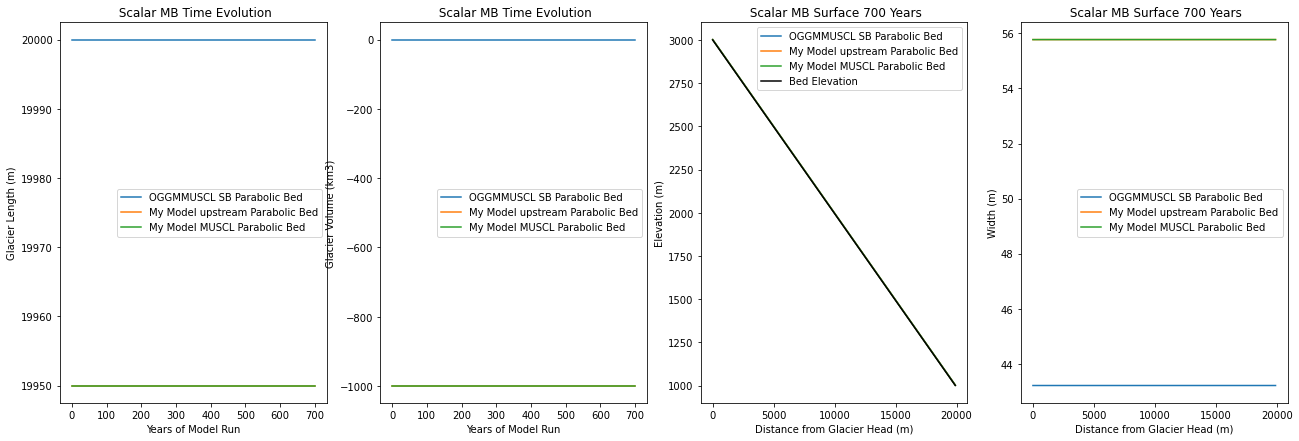 Scalar MB Time Evolution
20000
19990
19980
19970
19960
19950
Glacier Length (m)
0
100
200
300
400
500
600
700
Years of Model Run
OGGMMUSCL SB Parabolic Bed
My Model upstream Parabolic Bed
My Model MUSCL Parabolic Bed
Scalar MB Time Evolution
0
−200
−400
−600
−800
−1000
Glacier Volume (km3)
0
100
200
300
400
500
600
700
Years of Model Run
OGGMMUSCL SB Parabolic Bed
My Model upstream Parabolic Bed
My Model MUSCL Parabolic Bed
Scalar MB Surface 700 Years
3000
2750
2500
2250
2000
1750
1500
1250
1000
Elevation (m)
0
5000
10000
15000
20000
Distance from Glacier Head (m)
OGGMMUSCL SB Parabolic Bed
My Model upstream Parabolic Bed
My Model MUSCL Parabolic Bed
Bed Elevation
Scalar MB Surface 700 Years
56
54
52
50
48
46
44
Width (m)
0
5000
10000
15000
20000
Distance from Glacier Head (m)
OGGMMUSCL SB Parabolic Bed
My Model upstream Parabolic Bed
My Model MUSCL Parabolic Bed